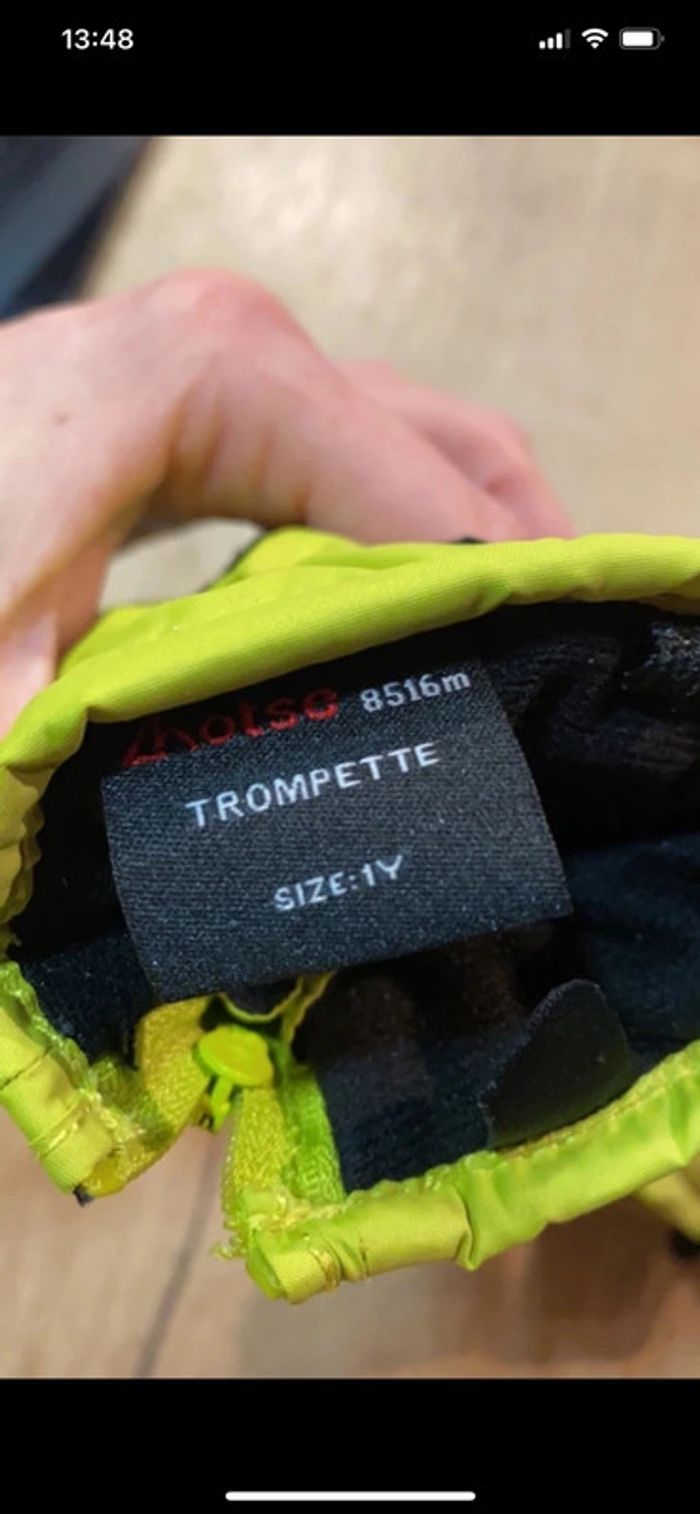 13:48
Lhotse 8516m
TROMPETTE
SIZE:1Y